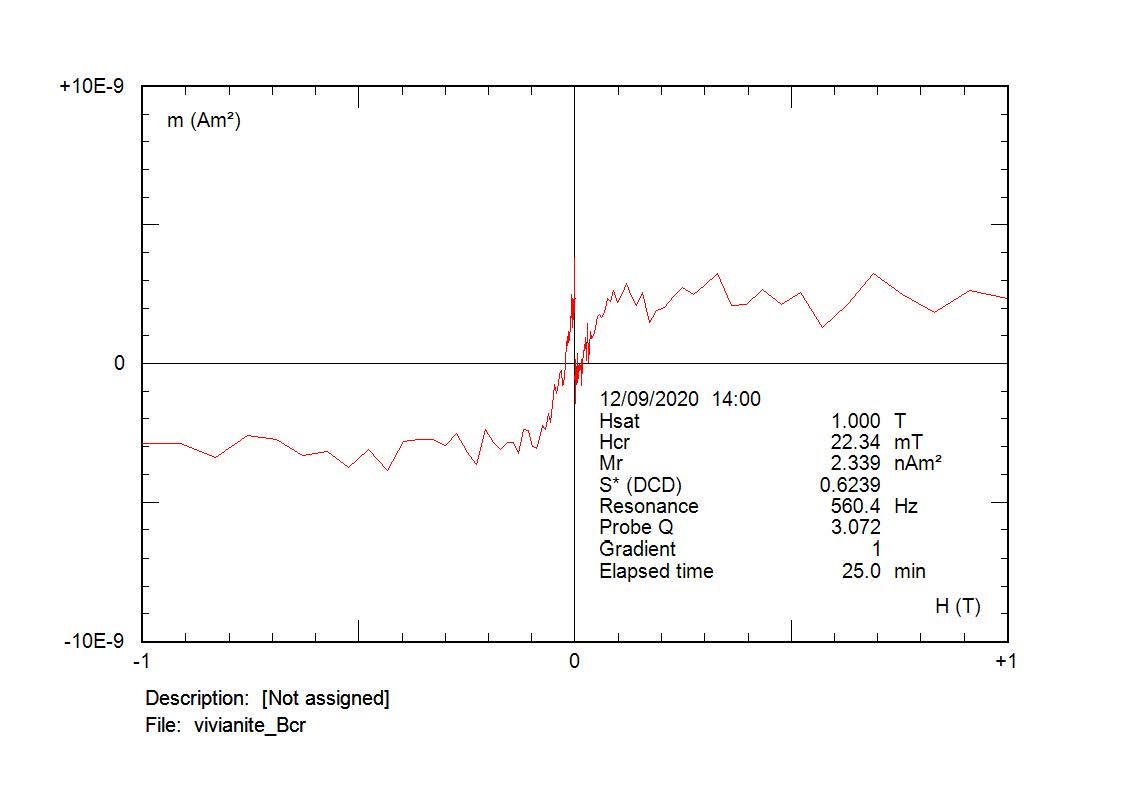 +10E-9
m (Am²)
0
12/09/2020 14:00
Hsat 1.000 T
Hcr 22.34 mT
Mr 2.339 nAm²
S* (DCD) 0.6239
Resonance 560.4 Hz
Probe Q 3.072
Gradient 1
Elapsed time 25.0 min
H (T)
-10E-9
-1 0 +1
Description: [Not assigned]
File: vivianite_Bcr